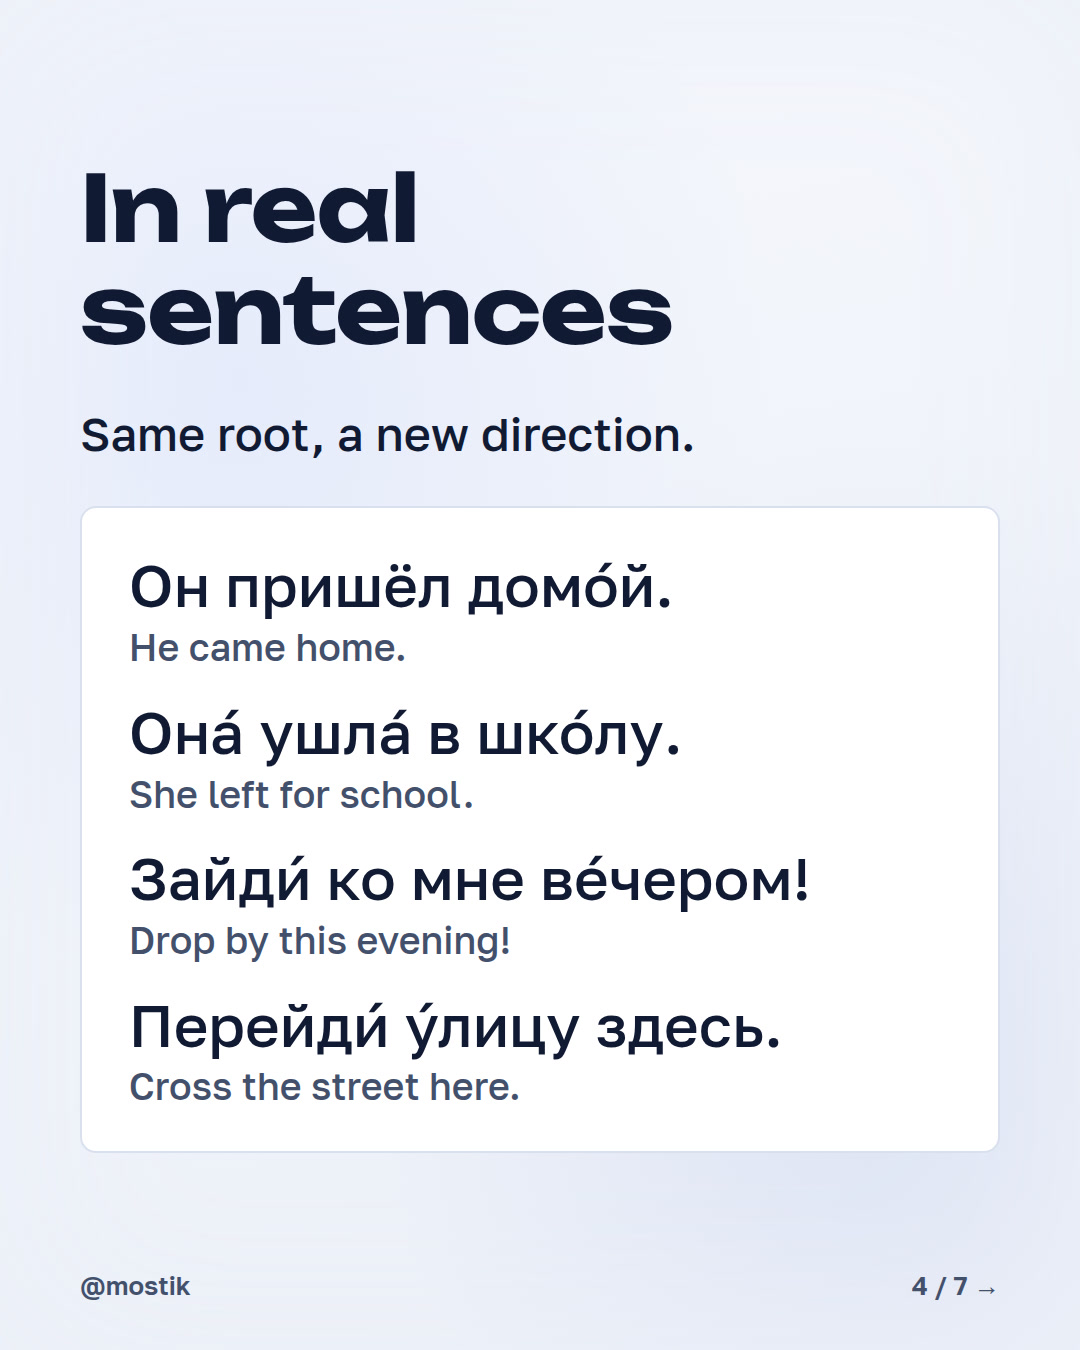 In real
sentences
Same root, a new direction.
Он пришёл домо́й.
He came home.
Она́ ушла́ в шко́лу.
She left for school.
Зайди́ ко мне ве́чером!
Drop by this evening!
Перейди́ у́лицу здесь.
Cross the street here.
@mostik
4 / 7 →